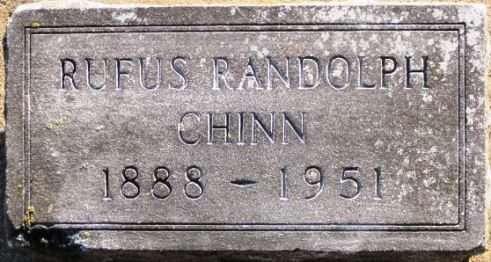 RUFUS RANDOLPH
CHINN
1888 – 1951